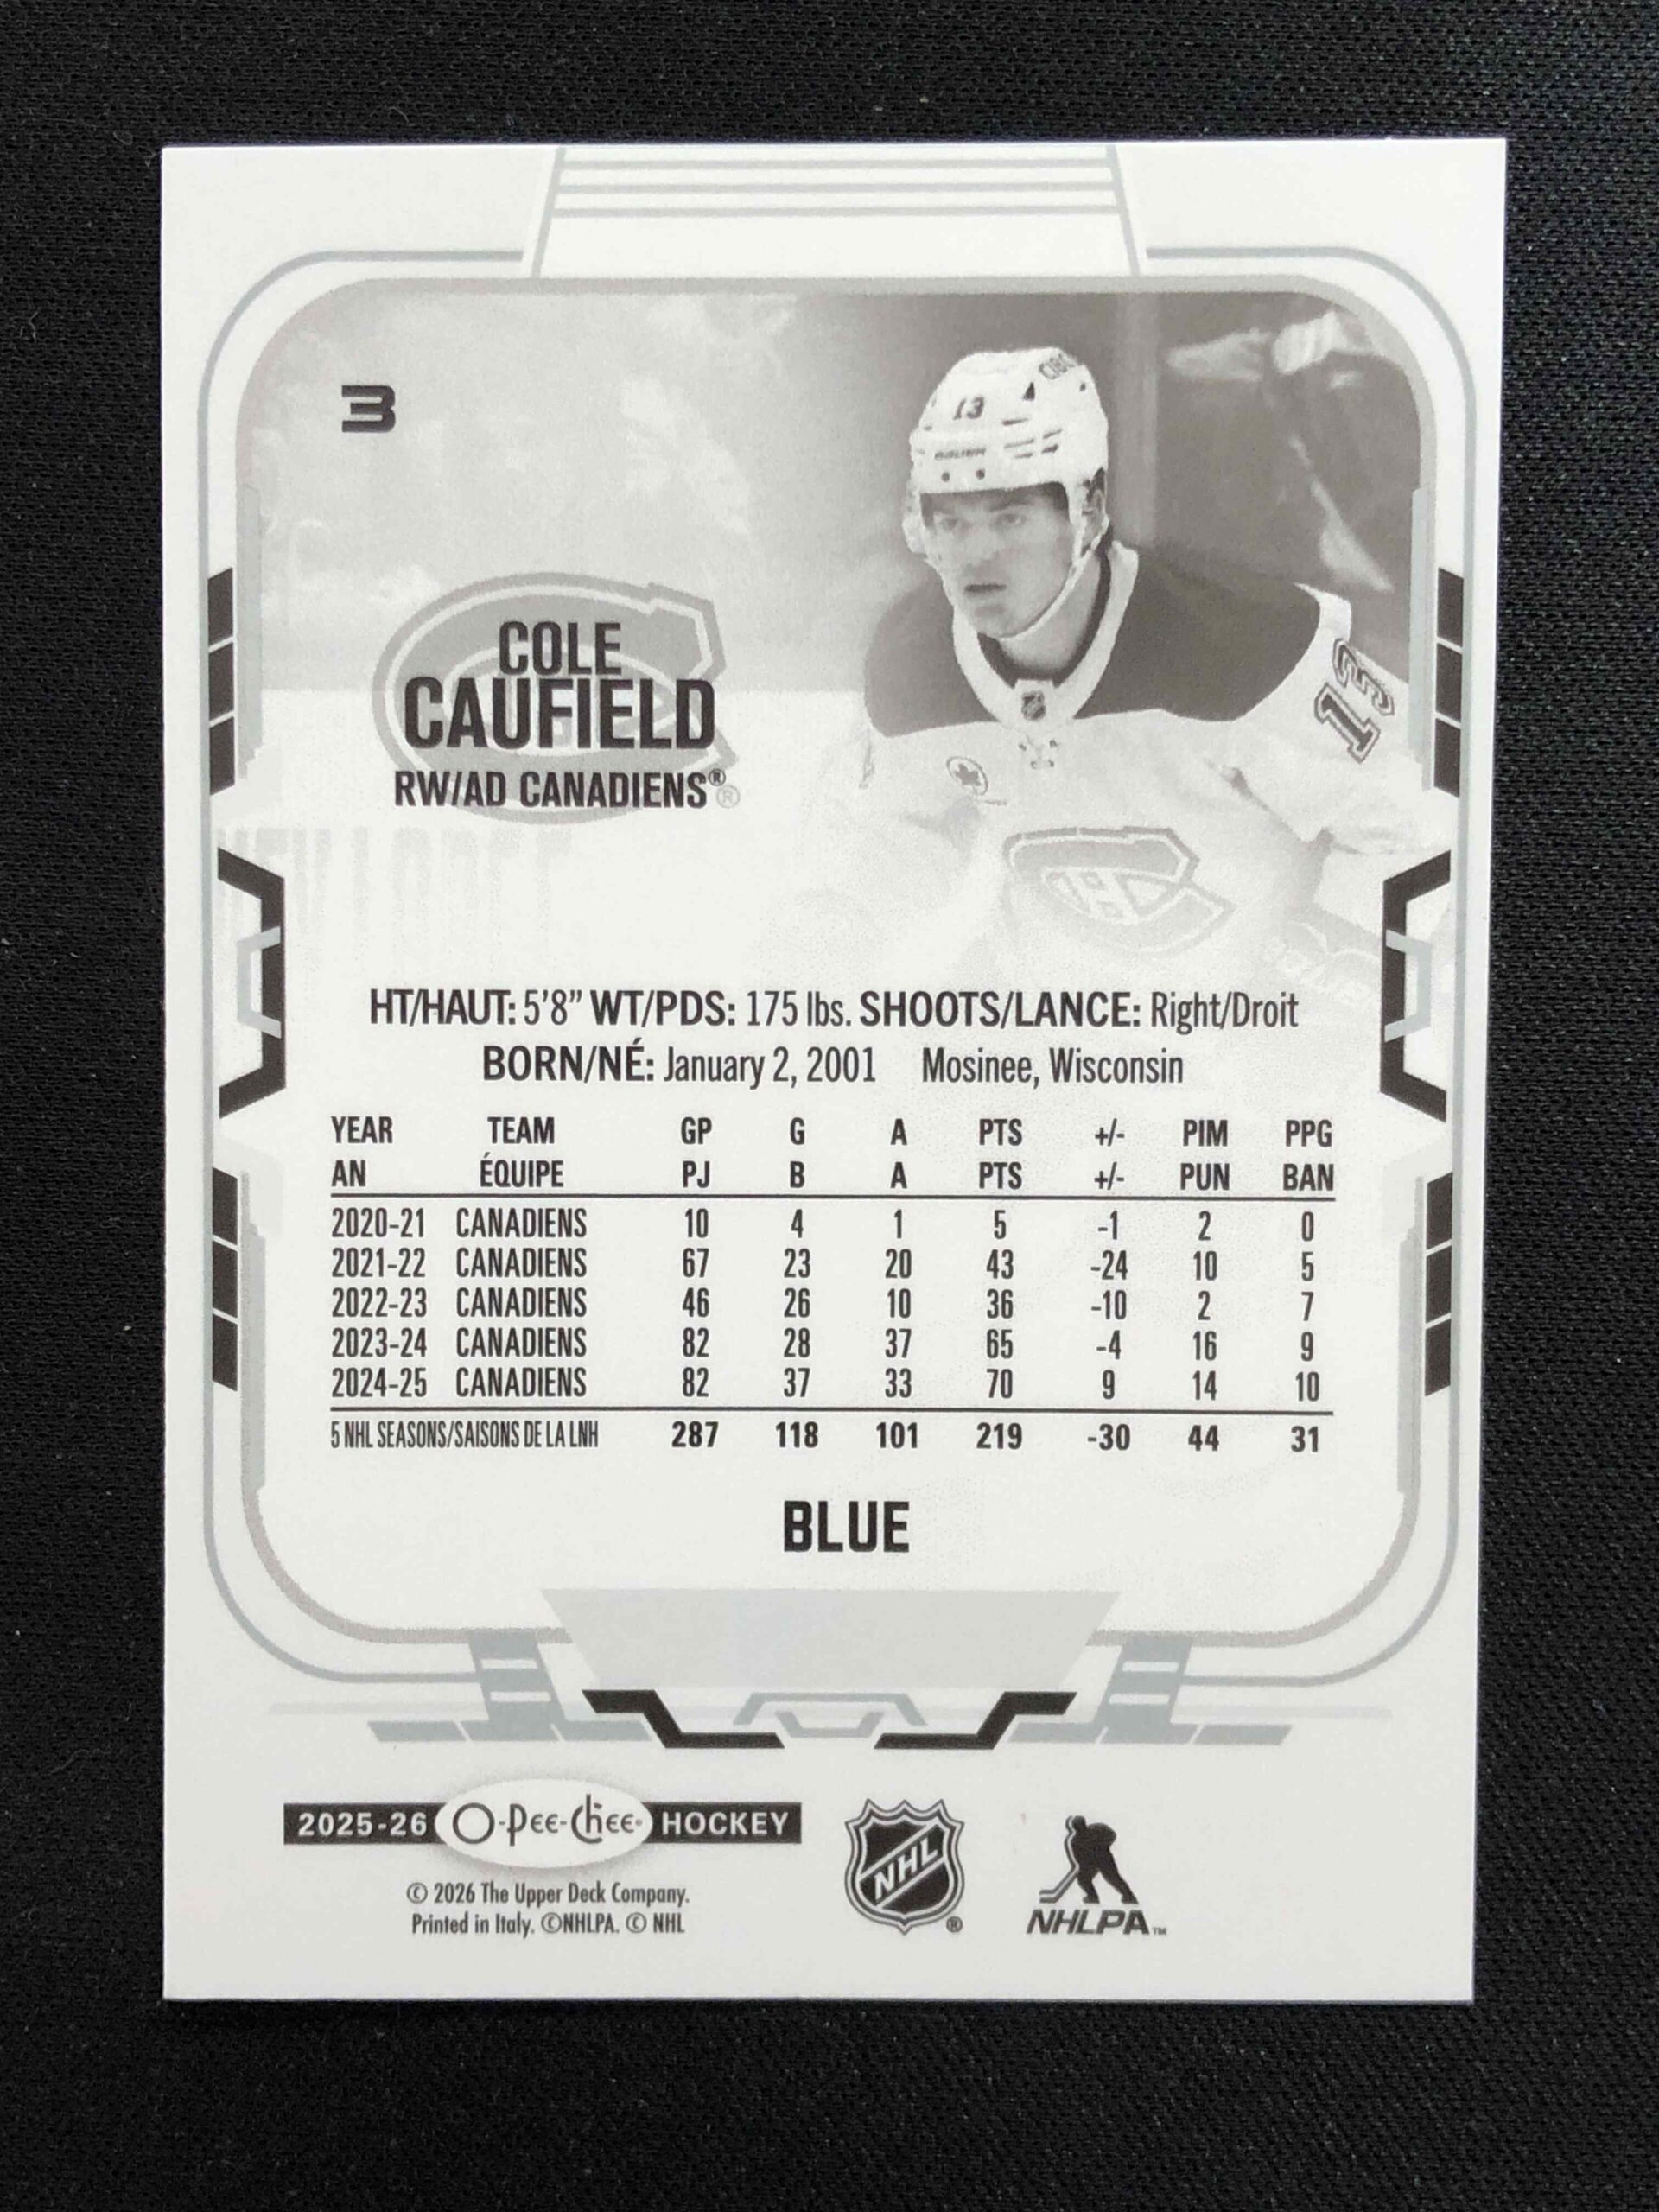 3
13
BAUER
COLE
CAUFIELD
RW/AD CANADIENS®
13
HT/HAUT: 5'8" WT/PDS: 175 lbs. SHOOTS/LANCE: Right/Droit
BORN/NÉ: January 2, 2001 Mosinee, Wisconsin
YEAR TEAM GP G A PTS +/- PIM PPG
AN ÉQUIPE PJ B A PTS +/- PUN BAN
2020-21 CANADIENS 10 4 1 5 -1 2 0
2021-22 CANADIENS 67 23 20 43 -24 10 5
2022-23 CANADIENS 46 26 10 36 -10 2 7
2023-24 CANADIENS 82 28 37 65 -4 16 9
2024-25 CANADIENS 82 37 33 70 9 14 10
5 NHL SEASONS/SAISONS DE LA LNH 287 118 101 219 -30 44 31
BLUE
2025-26 O-Pee-Chee® HOCKEY
© 2026 The Upper Deck Company.
Printed in Italy. ©NHLPA. © NHL
NHL ®
NHLPA™